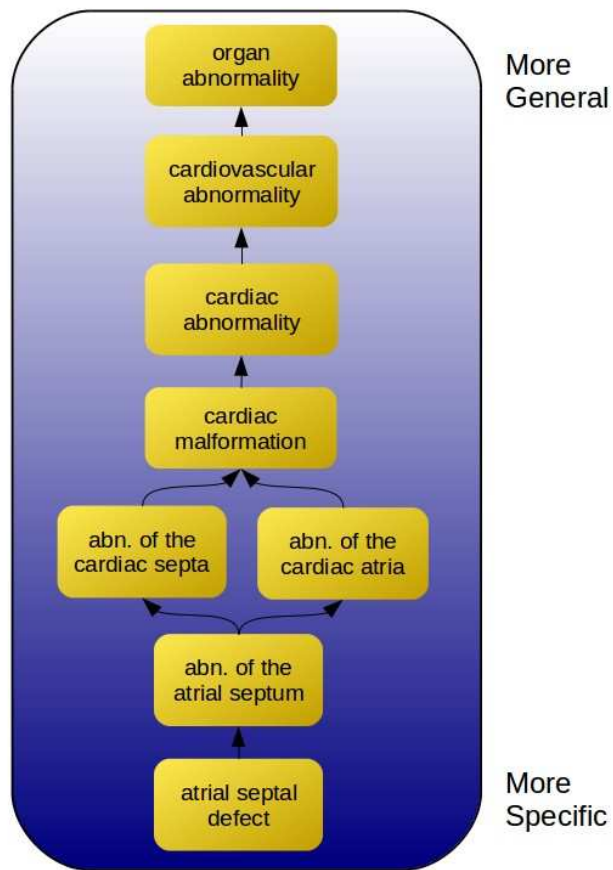 organ
abnormality
More
General
cardiovascular
abnormality
cardiac
abnormality
cardiac
malformation
abn. of the
cardiac septa
abn. of the
cardiac atria
abn. of the
atrial septum
atrial septal
defect
More
Specific